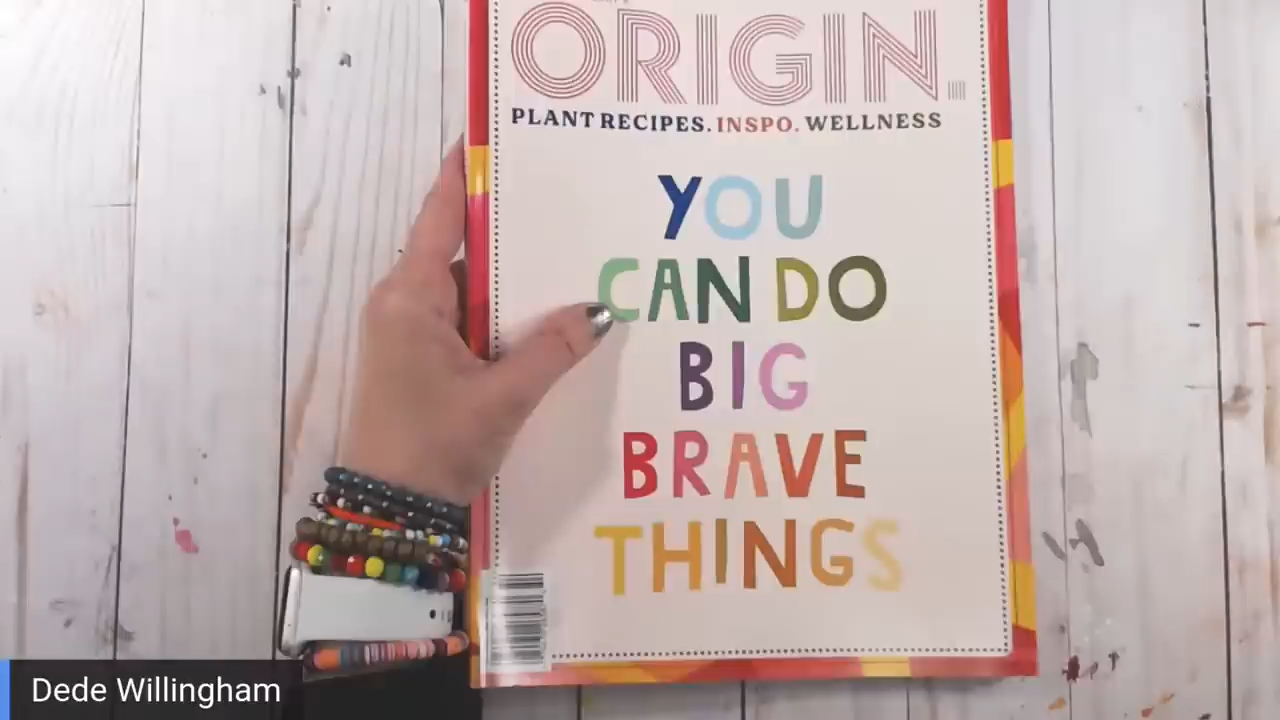 ORIGIN.
PLANT RECIPES. INSPO. WELLNESS
YOU
CAN DO
BIG
BRAVE
THINGS
Dede Willingham